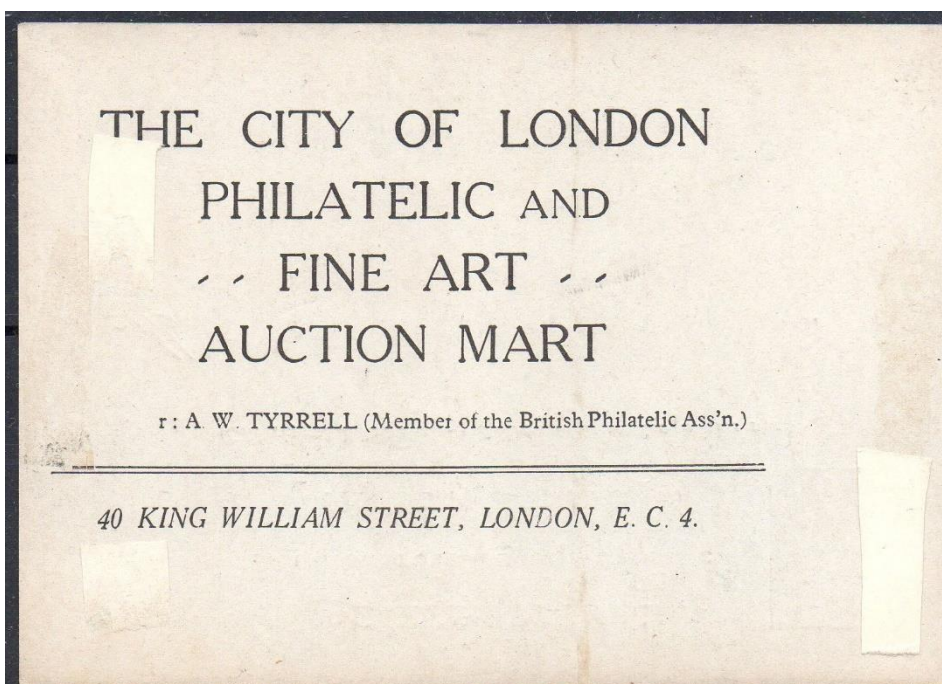 THE CITY OF LONDON
PHILATELIC AND
- - FINE ART - -
AUCTION MART
r: A. W. TYRRELL (Member of the British Philatelic Ass'n.)
40 KING WILLIAM STREET, LONDON, E. C. 4.